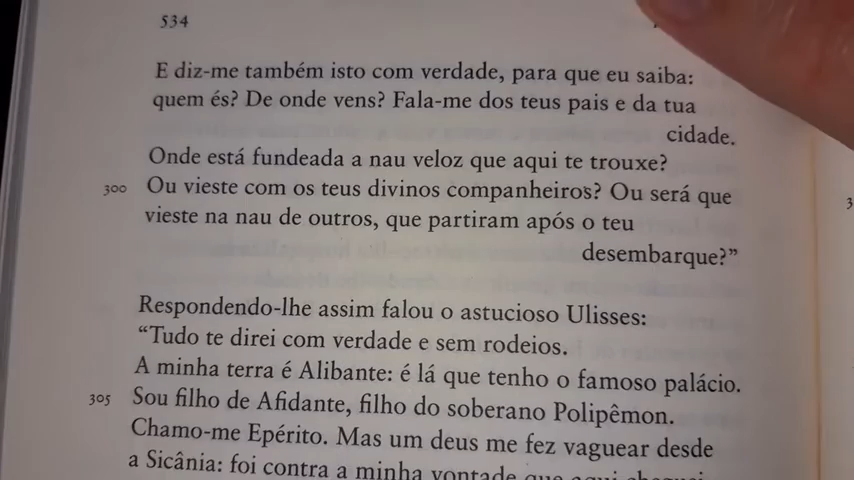 534
E diz-me também isto com verdade, para que eu saiba:
quem és? De onde vens? Fala-me dos teus pais e da tua
cidade.
Onde está fundeada a nau veloz que aqui te trouxe?
300 Ou vieste com os teus divinos companheiros? Ou será que
vieste na nau de outros, que partiram após o teu
desembarque?”
Respondendo-lhe assim falou o astucioso Ulisses:
“Tudo te direi com verdade e sem rodeios.
A minha terra é Alibante: é lá que tenho o famoso palácio.
305 Sou filho de Afidante, filho do soberano Polipêmon.
Chamo-me Epérito. Mas um deus me fez vaguear desde
a Sicânia: foi contra a minha vontade que aqui